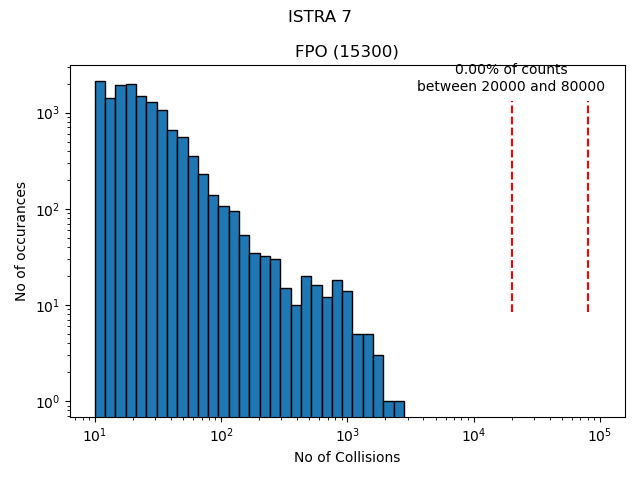 ISTRA 7
FPO (15300)
0.00% of counts
between 20000 and 80000
No of occurances
10³
10²
10¹
10⁰
10¹ 10² 10³ 10⁴ 10⁵
No of Collisions